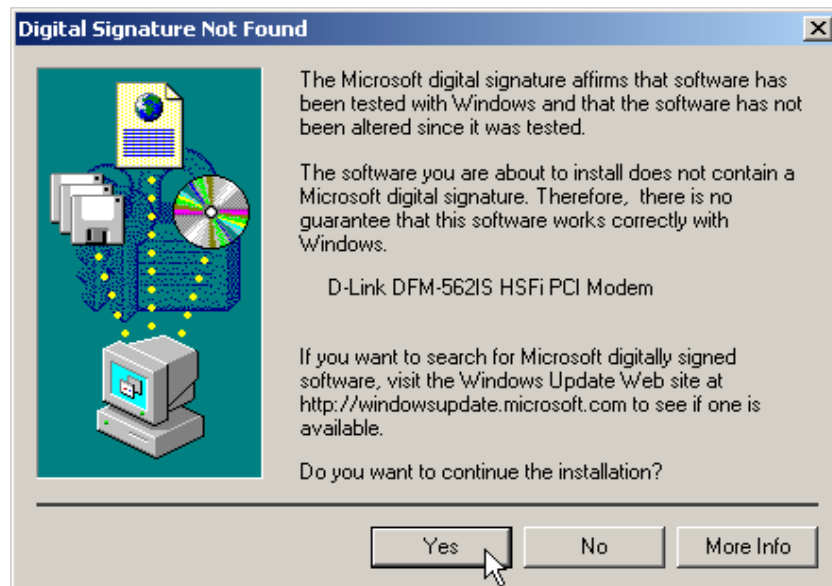 Digital Signature Not Found
The Microsoft digital signature affirms that software has
been tested with Windows and that the software has not
been altered since it was tested.
The software you are about to install does not contain a
Microsoft digital signature. Therefore, there is no
guarantee that this software works correctly with
Windows.
D-Link DFM-562IS HSFi PCI Modem
If you want to search for Microsoft digitally signed
software, visit the Windows Update Web site at
http://windowsupdate.microsoft.com to see if one is
available.
Do you want to continue the installation?
Yes
No
More Info